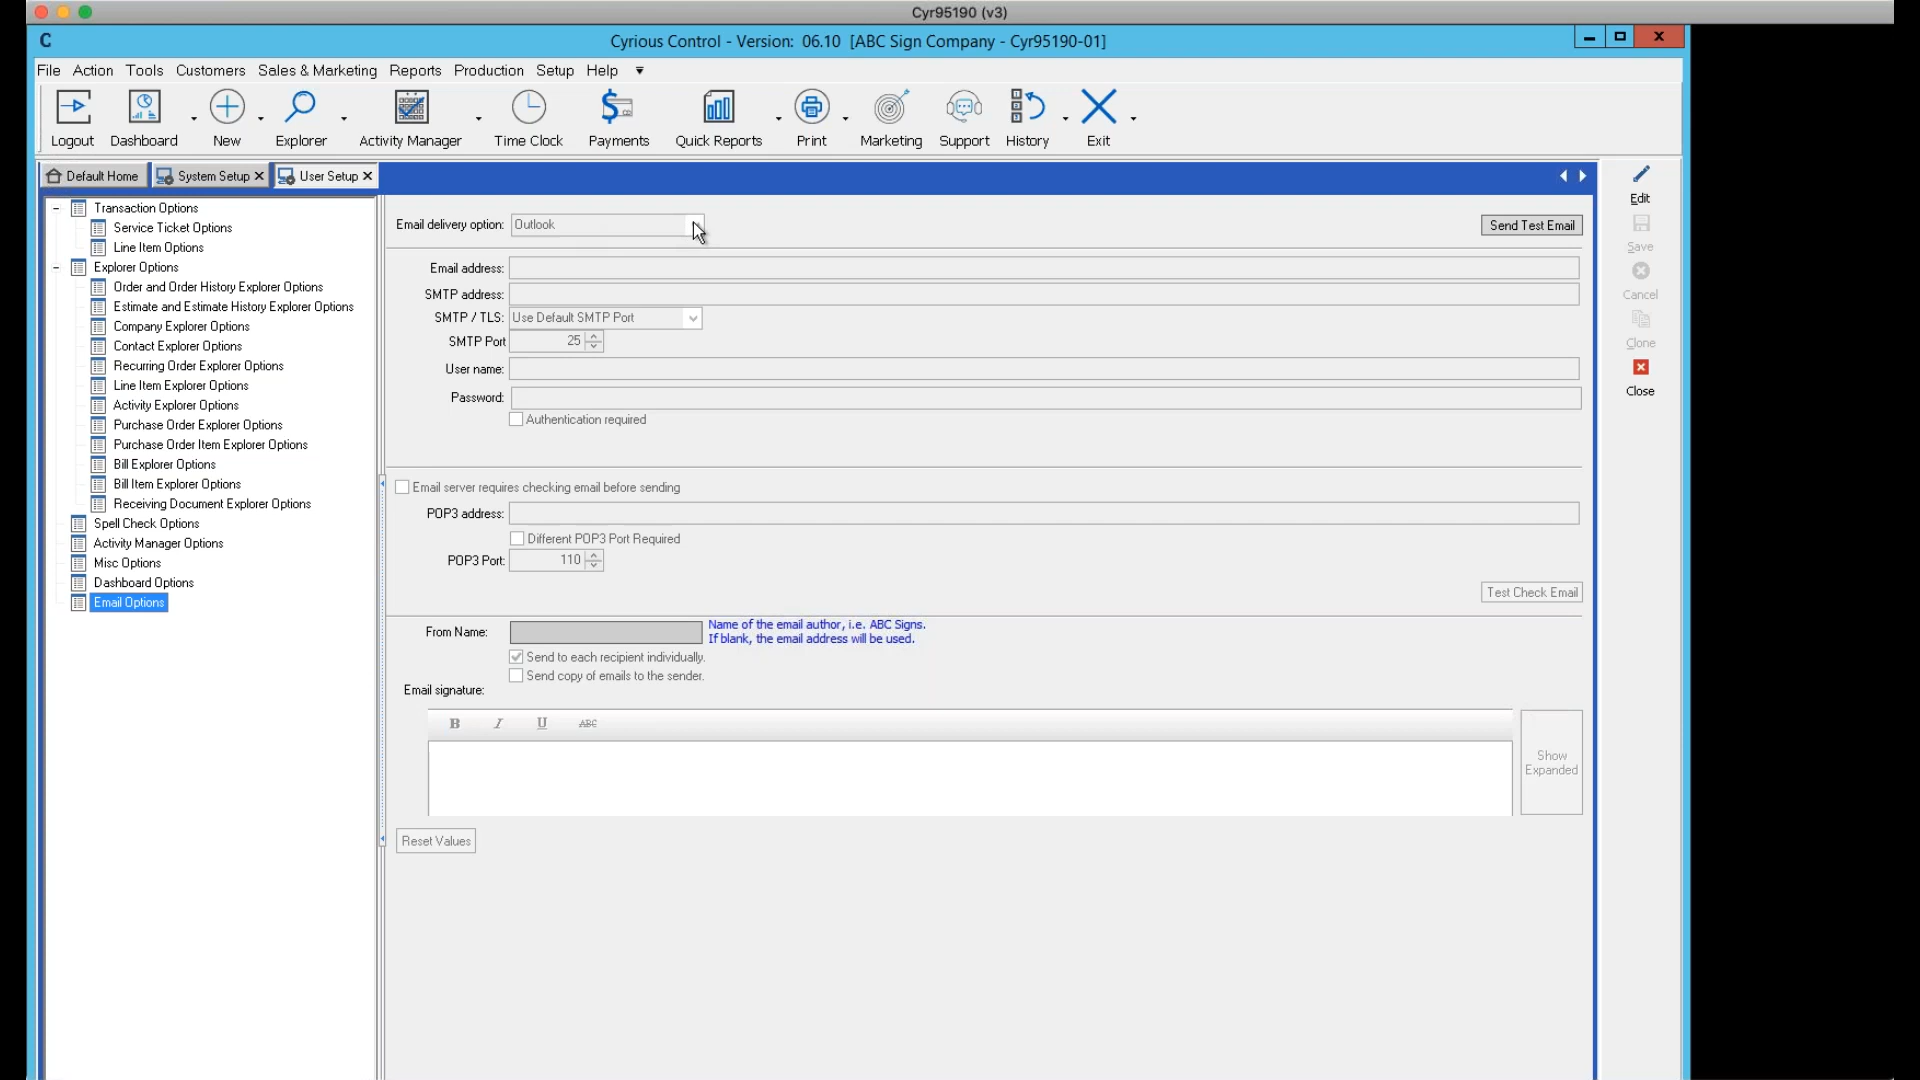 Cyr95190 (v3)
C
Cyrious Control - Version: 06.10 [ABC Sign Company - Cyr95190-01]
File Action Tools Customers Sales & Marketing Reports Production Setup Help
Logout Dashboard New Explorer Activity Manager Time Clock Payments Quick Reports Print Marketing Support History Exit
Default Home System Setup User Setup
Transaction Options
Service Ticket Options
Line Item Options
Explorer Options
Order and Order History Explorer Options
Estimate and Estimate History Explorer Options
Company Explorer Options
Contact Explorer Options
Recurring Order Explorer Options
Line Item Explorer Options
Activity Explorer Options
Purchase Order Explorer Options
Purchase Order Item Explorer Options
Bill Explorer Options
Bill Item Explorer Options
Receiving Document Explorer Options
Spell Check Options
Activity Manager Options
Misc Options
Dashboard Options
Email Options
Email delivery option: Outlook
Send Test Email
Email address:
SMTP address:
SMTP / TLS: Use Default SMTP Port
SMTP Port 25
User name:
Password:
Authentication required
Email server requires checking email before sending
POP3 address:
Different POP3 Port Required
POP3 Port: 110
Test Check Email
From Name:
Name of the email author, i.e. ABC Signs.
If blank, the email address will be used.
Send to each recipient individually.
Send copy of emails to the sender.
Email signature:
B I U ABC
Show
Expanded
Reset Values
Edit
Save
Cancel
Clone
Close